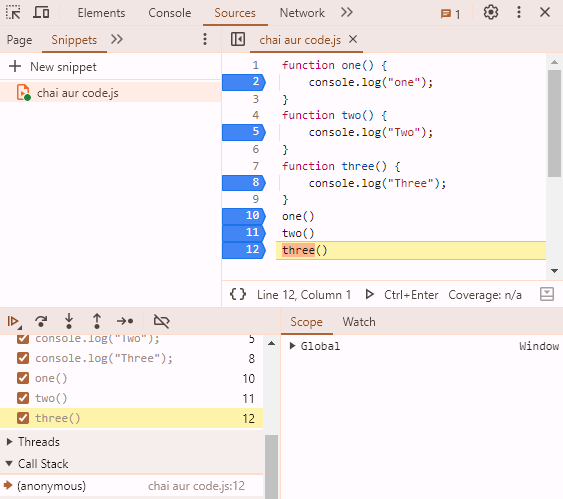 Elements Console Sources Network 1
Page Snippets
New snippet
chai aur code.js
chai aur code.js
1 function one() {
2 console.log("one");
3 }
4 function two() {
5 console.log("Two");
6 }
7 function three() {
8 console.log("Three");
9 }
10 one()
11 two()
12 three()
{} Line 12, Column 1 Ctrl+Enter Coverage: n/a
console.log("Two"); 5
console.log("Three"); 8
one() 10
two() 11
three() 12
Threads
Call Stack
(anonymous) chai aur code.js:12
Scope Watch
Global Window